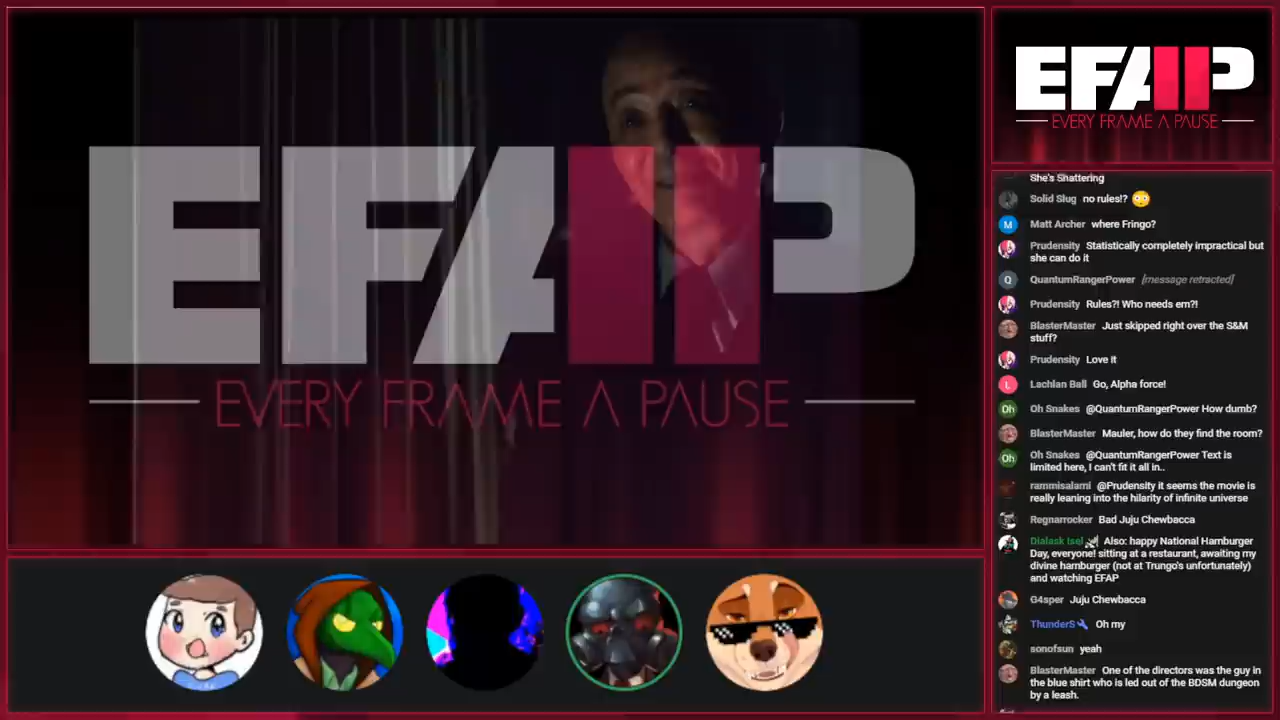 EFAP
EVERY FRAME A PAUSE
EFAP
EVERY FRAME A PAUSE
She's Shattering
Solid Slug no rules!? 😳
M Matt Archer where Fringo?
Prudensity Statistically completely impractical but
she can do it
Q QuantumRangerPower [message retracted]
Prudensity Rules?! Who needs em?!
BlasterMaster Just skipped right over the S&M
stuff?
Prudensity Love it
L Lachlan Ball Go, Alpha force!
Oh Oh Snakes @QuantumRangerPower How dumb?
BlasterMaster Mauler, how do they find the room?
Oh Oh Snakes @QuantumRangerPower Text is
limited here, I can't fit it all in..
rammisalami @Prudensity it seems the movie is
really leaning into the hilarity of infinite universe
Regnarrocker Bad Juju Chewbacca
Dialask Isel Also: happy National Hamburger
Day, everyone! sitting at a restaurant, awaiting my
divine hamburger (not at Trungo's unfortunately)
and watching EFAP
G4sper Juju Chewbacca
ThunderS Oh my
sonofsun yeah
BlasterMaster One of the directors was the guy in
the blue shirt who is led out of the BDSM dungeon
by a leash.